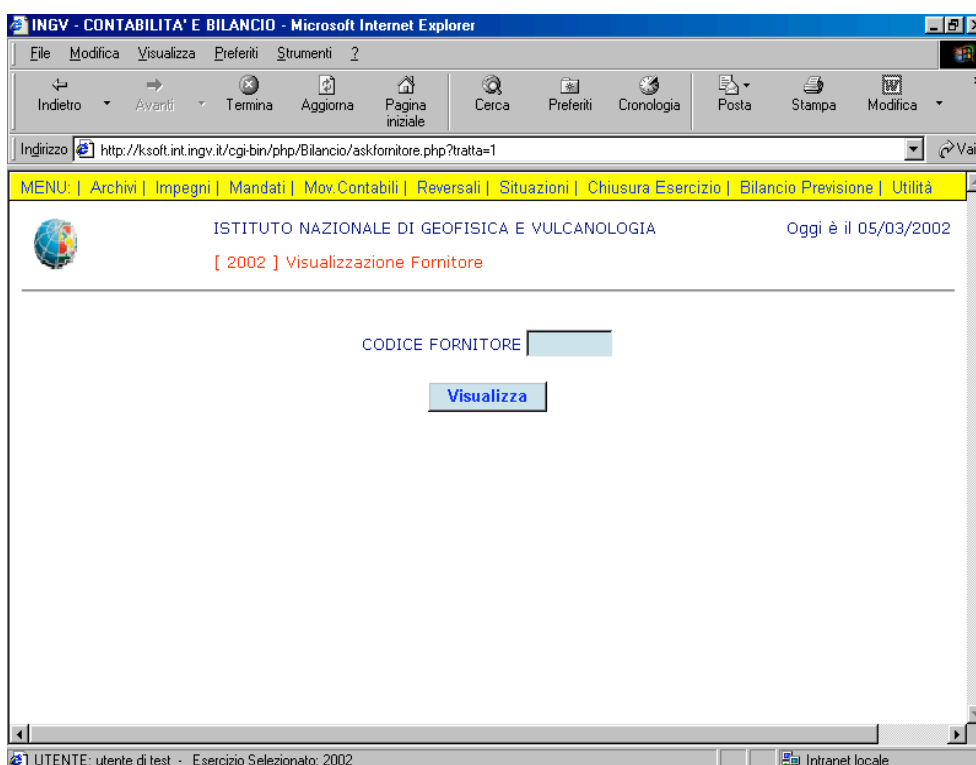 INGV - CONTABILITA' E BILANCIO - Microsoft Internet Explorer
File Modifica Visualizza Preferiti Strumenti ?
Indietro Avanti Termina Aggiorna Pagina iniziale Cerca Preferiti Cronologia Posta Stampa Modifica
Indirizzo http://ksoft.int.ingv.it/cgi-bin/php/Bilancio/askfornitore.php?tratta=1 Vai
MENU: | Archivi | Impegni | Mandati | Mov.Contabili | Reversali | Situazioni | Chiusura Esercizio | Bilancio Previsione | Utilità
ISTITUTO NAZIONALE DI GEOFISICA E VULCANOLOGIA Oggi è il 05/03/2002
[ 2002 ] Visualizzazione Fornitore
CODICE FORNITORE
Visualizza
UTENTE: utente di test - Esercizio Selezionato: 2002 Intranet locale